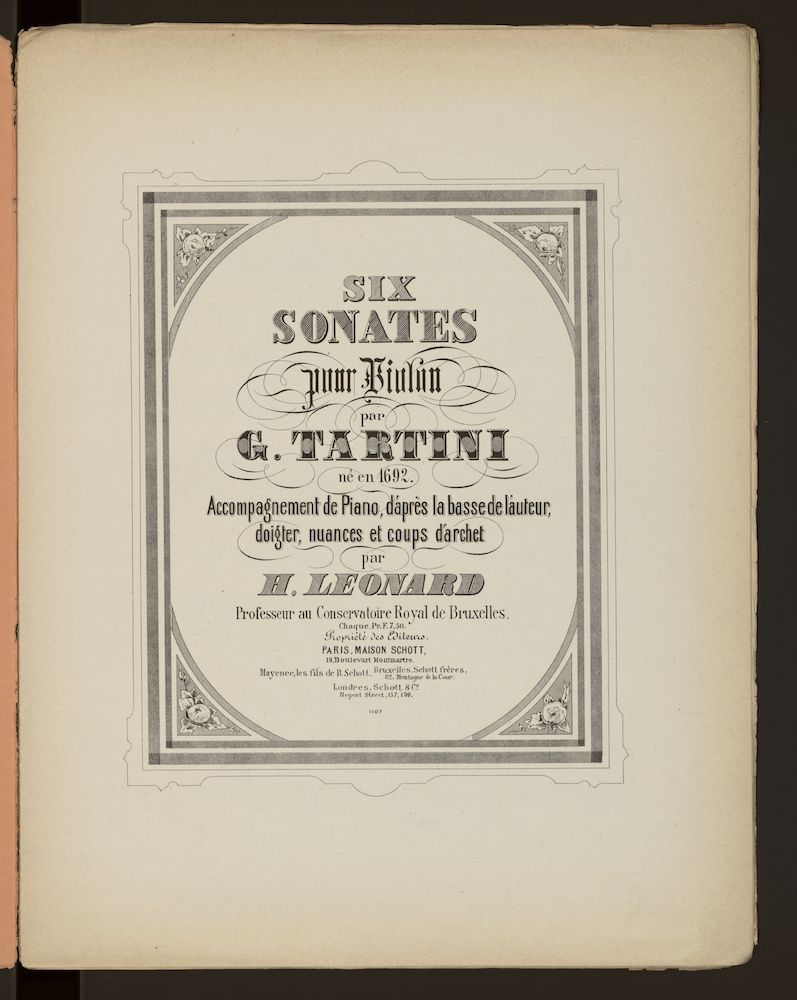 SIX
SONATES
pour Violon
par
G. TARTINI
né en 1692.
Accompagnement de Piano, d'après la basse de l'auteur,
doigter, nuances et coups d'archet
par
H. LEONARD
Professeur au Conservatoire Royal de Bruxelles.
Chaque, Pr. F. 7, 50.
Propriété des Editeurs.
PARIS, MAISON SCHOTT,
19, Boulevart Montmartre.
Mayence, les fils de B. Schott. Bruxelles, Schott frères,
82, Montagne de la Cour.
Londres, Schott & Cº
Regent Street, 157, 159.
1107